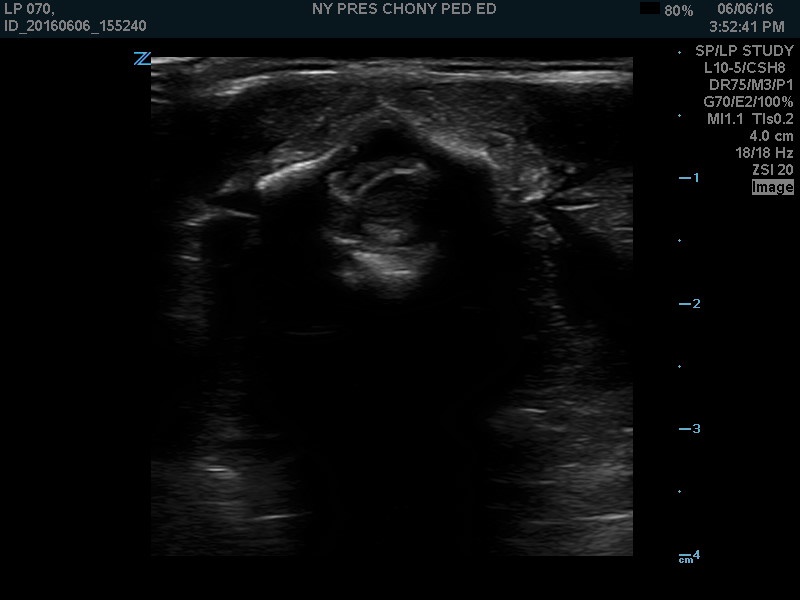 LP 070,
ID_20160606_155240
NY PRES CHONY PED ED
80%
06/06/16
3:52:41 PM
Z
SP/LP STUDY
L10-5/CSH8
DR75/M3/P1
G70/E2/100%
MI1.1 TIs0.2
4.0 cm
18/18 Hz
ZSI 20
Image
1
2
3
4
cm